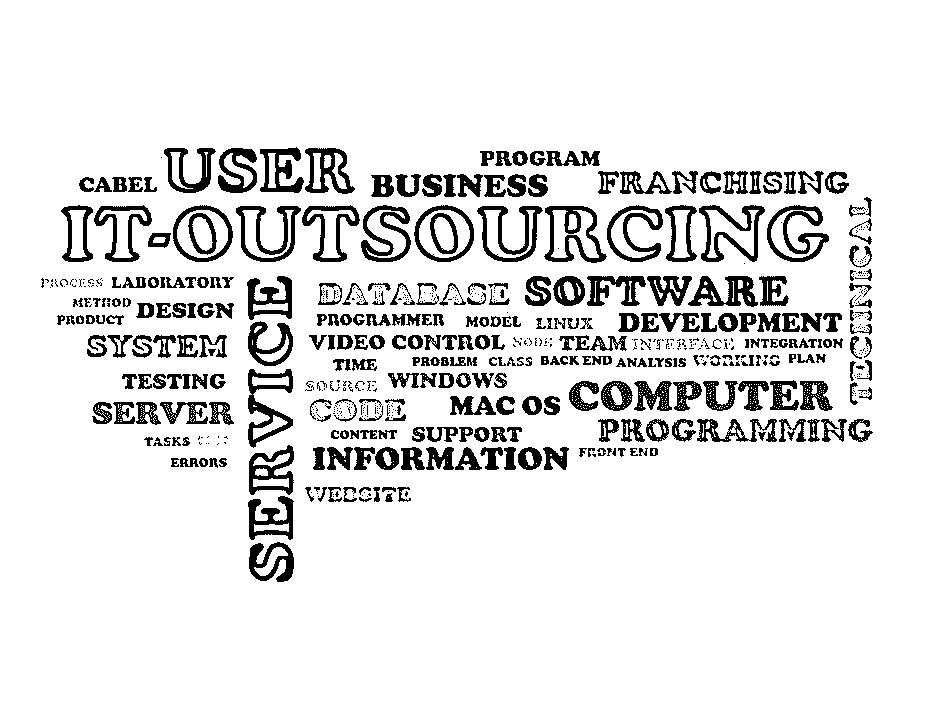 USER
PROGRAM
CABEL
BUSINESS
FRANCHISING
IT-OUTSOURCING
TECHNICAL
PROCESS LABORATORY
METHOD
DESIGN
PRODUCT
SYSTEM
TESTING
SERVER
TASKS
ERRORS
SERVICE
DATABASE SOFTWARE
PROGRAMMER MODEL LINUX DEVELOPMENT
VIDEO CONTROL NODE TEAM INTERFACE INTEGRATION
TIME PROBLEM CLASS BACK END ANALYSIS WORKING PLAN
SOURCE WINDOWS
CODE MAC OS COMPUTER
CONTENT SUPPORT PROGRAMMING
INFORMATION FRONT END
WEBSITE